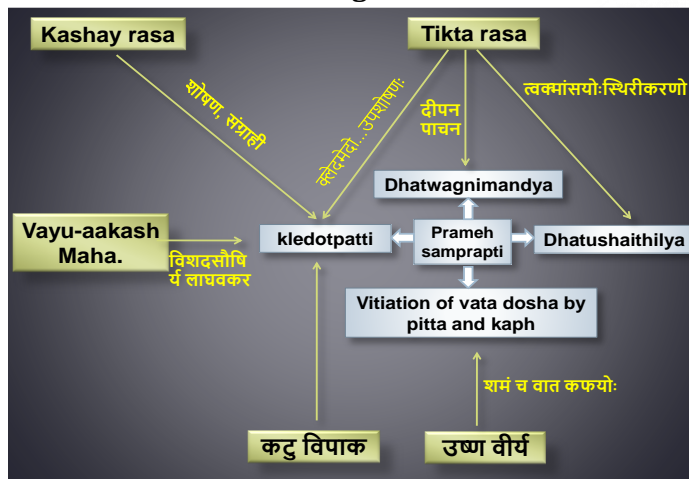 Kashay rasa
Tikta rasa
शोषण, संग्राही
क्लेदमेदो...उपशोषणः
दीपन
पाचन
त्वक्मांसयोःस्थिरीकरणो
Dhatwagnimandya
Vayu-aakash
Maha.
विशदसौषि
र्य लाघवकर
kledotpatti
Prameh
samprapti
Dhatushaithilya
Vitiation of vata dosha by
pitta and kaph
शमं च वात कफयोः
कटु विपाक
उष्ण वीर्य